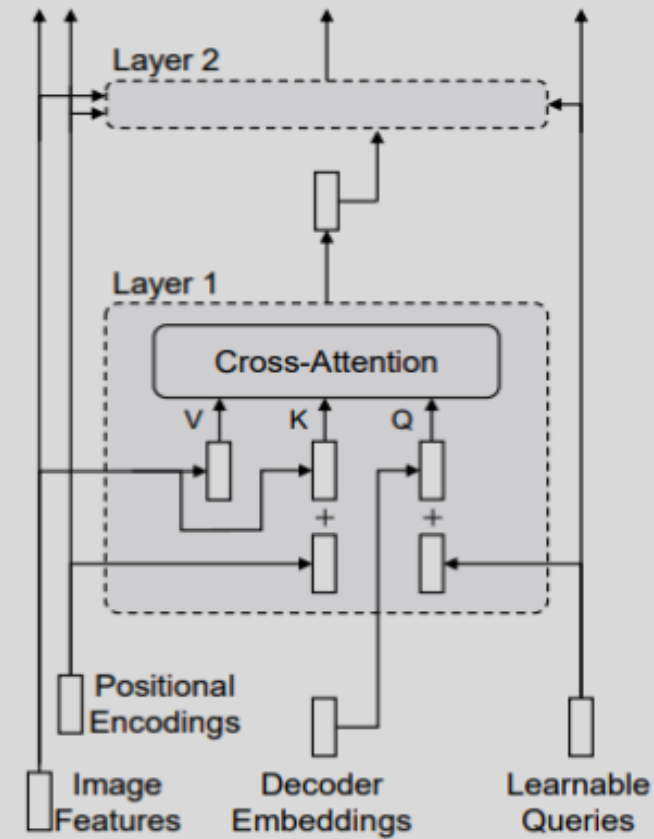 Layer 2
Layer 1
Cross-Attention
V K Q
+ +
Positional
Encodings
Image
Features
Decoder
Embeddings
Learnable
Queries